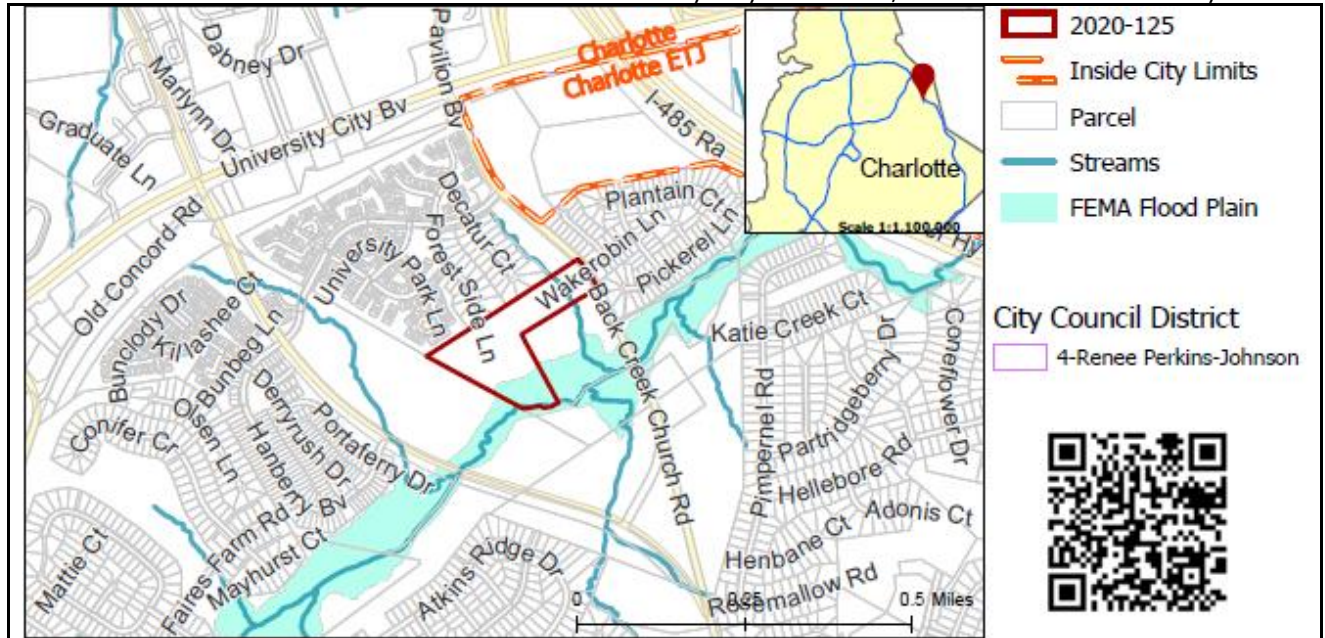 Dabney Dr
Pavilion Bv
Charlotte
Charlotte ETJ
Marlynn Dr
I-485 Ra
Graduate Ln
University City Bv
Charlotte
Scale 1:1,100,000
Decatur Ct
Plantain Ct
Wakerobin Ln
Pickerel Ln
Old Concord Rd
Forest Side Ln
University Park Ln
Back Creek Church Rd
Katie Creek Ct
Bunclody Dr
Killashee Ct
Bunbeg Ln
Derryrush Dr
Portaferry Dr
Olsen Ln
Hanberry Bv
Conifer Cr
Pimpernel Rd
Partridgeberry Dr
Coneflower Dr
Hellebore Rd
Adonis Ct
Henbane Ct
Rosemallow Rd
Faires Farm Rd
Mayhurst Ct
Mattie Ct
Atkins Ridge Dr
0 0.25 0.5 Miles
2020-125
Inside City Limits
Parcel
Streams
FEMA Flood Plain
City Council District
4-Renee Perkins-Johnson